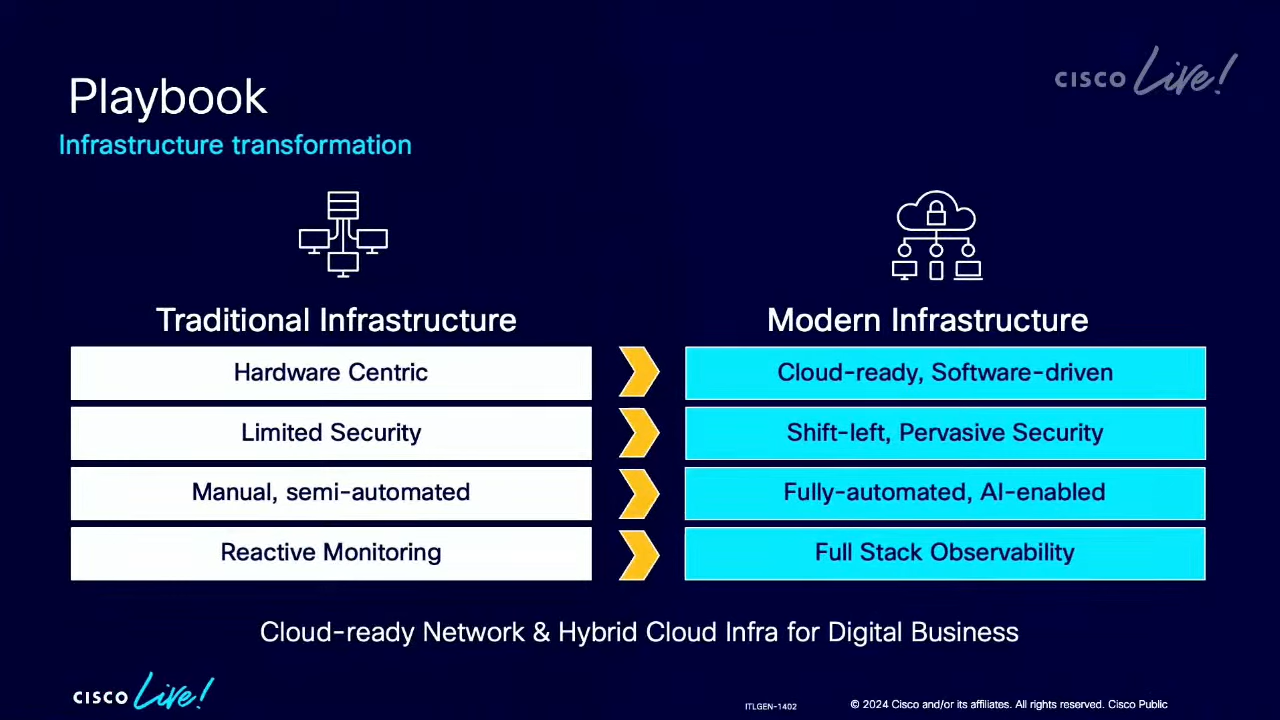 Playbook
CISCO Live!
Infrastructure transformation
Traditional Infrastructure
Modern Infrastructure
Hardware Centric
Cloud-ready, Software-driven
Limited Security
Shift-left, Pervasive Security
Manual, semi-automated
Fully-automated, AI-enabled
Reactive Monitoring
Full Stack Observability
Cloud-ready Network & Hybrid Cloud Infra for Digital Business
CISCO Live!
ITLGEN-1402
© 2024 Cisco and/or its affiliates. All rights reserved. Cisco Public